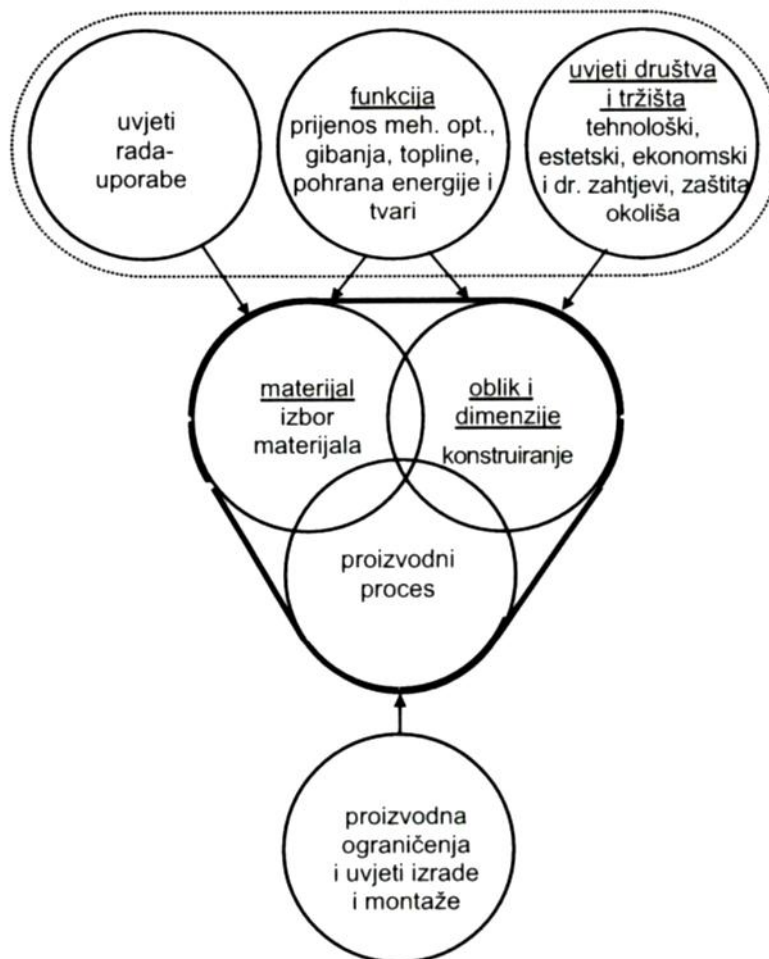 uvjeti
rada-
uporabe
funkcija
prijenos meh. opt.,
gibanja, topline,
pohrana energije i
tvari
uvjeti društva
i tržišta
tehnološki,
estetski, ekonomski
i dr. zahtjevi, zaštita
okoliša
materijal
izbor
materijala
oblik i
dimenzije
konstruiranje
proizvodni
proces
proizvodna
ograničenja
i uvjeti izrade
i montaže